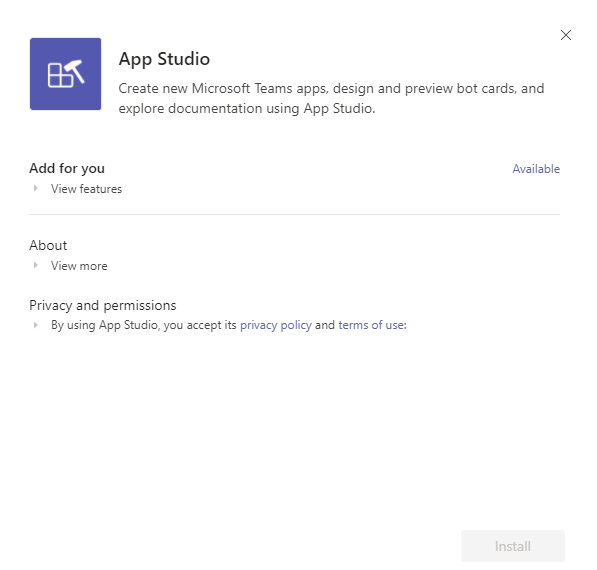 App Studio
Create new Microsoft Teams apps, design and preview bot cards, and
explore documentation using App Studio.
Add for you
Available
View features
About
View more
Privacy and permissions
By using App Studio, you accept its privacy policy and terms of use:
Install